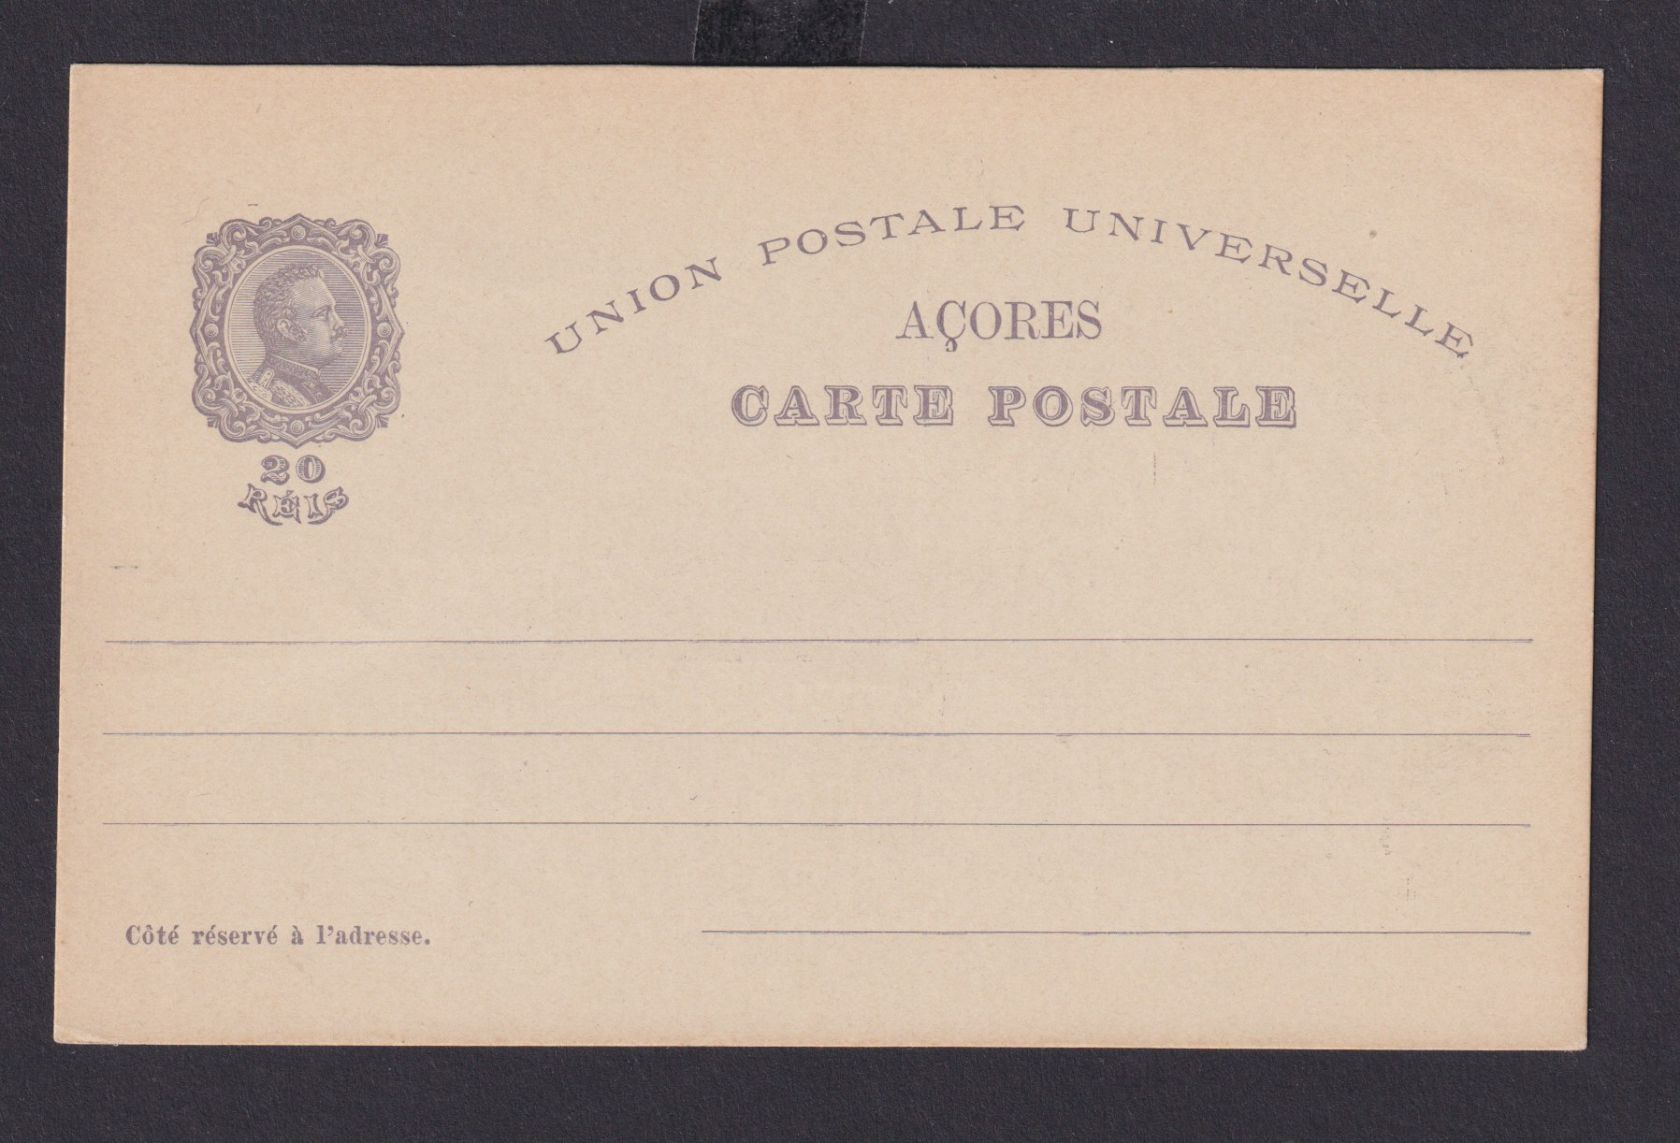 UNION POSTALE UNIVERSELLE
AÇORES
CARTE POSTALE
20
RÉIS
Côté réservé à l'adresse.